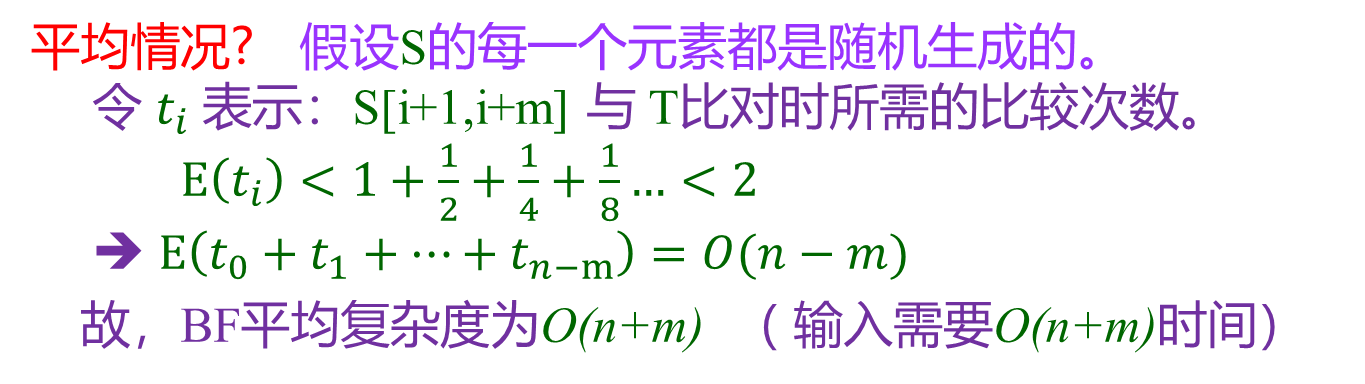 平均情况？ 假设S的每一个元素都是随机生成的。
令 tᵢ 表示：S[i+1,i+m] 与 T比对时所需的比较次数。
E(tᵢ) < 1 + 1/2 + 1/4 + 1/8 … < 2
➔ E(t₀ + t₁ + ⋯ + tₙ₋ₘ) = O(n − m)
故，BF平均复杂度为O(n+m) （ 输入需要O(n+m)时间）